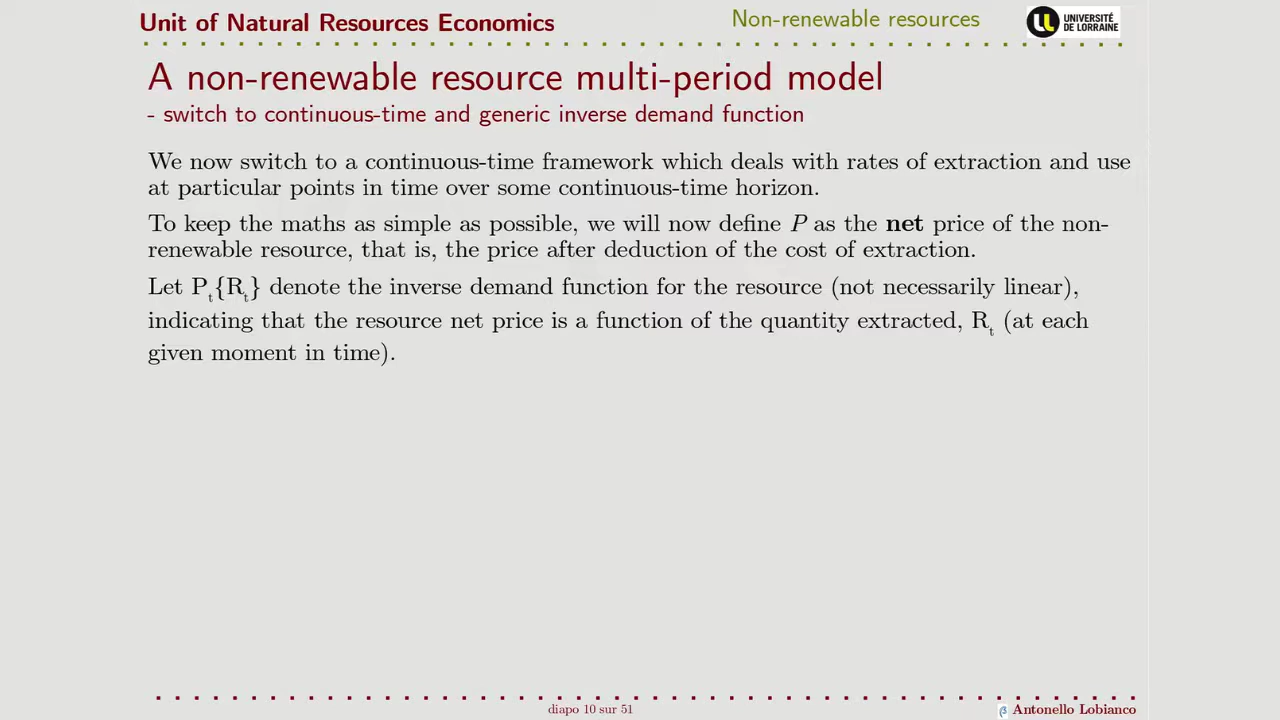 Unit of Natural Resources Economics
Non-renewable resources
UNIVERSITÉ
DE LORRAINE
A non-renewable resource multi-period model
- switch to continuous-time and generic inverse demand function
We now switch to a continuous-time framework which deals with rates of extraction and use
at particular points in time over some continuous-time horizon.
To keep the maths as simple as possible, we will now define P as the net price of the non-
renewable resource, that is, the price after deduction of the cost of extraction.
Let P_t{R_t} denote the inverse demand function for the resource (not necessarily linear),
indicating that the resource net price is a function of the quantity extracted, R_t (at each
given moment in time).
diapo 10 sur 51
β Antonello Lobianco